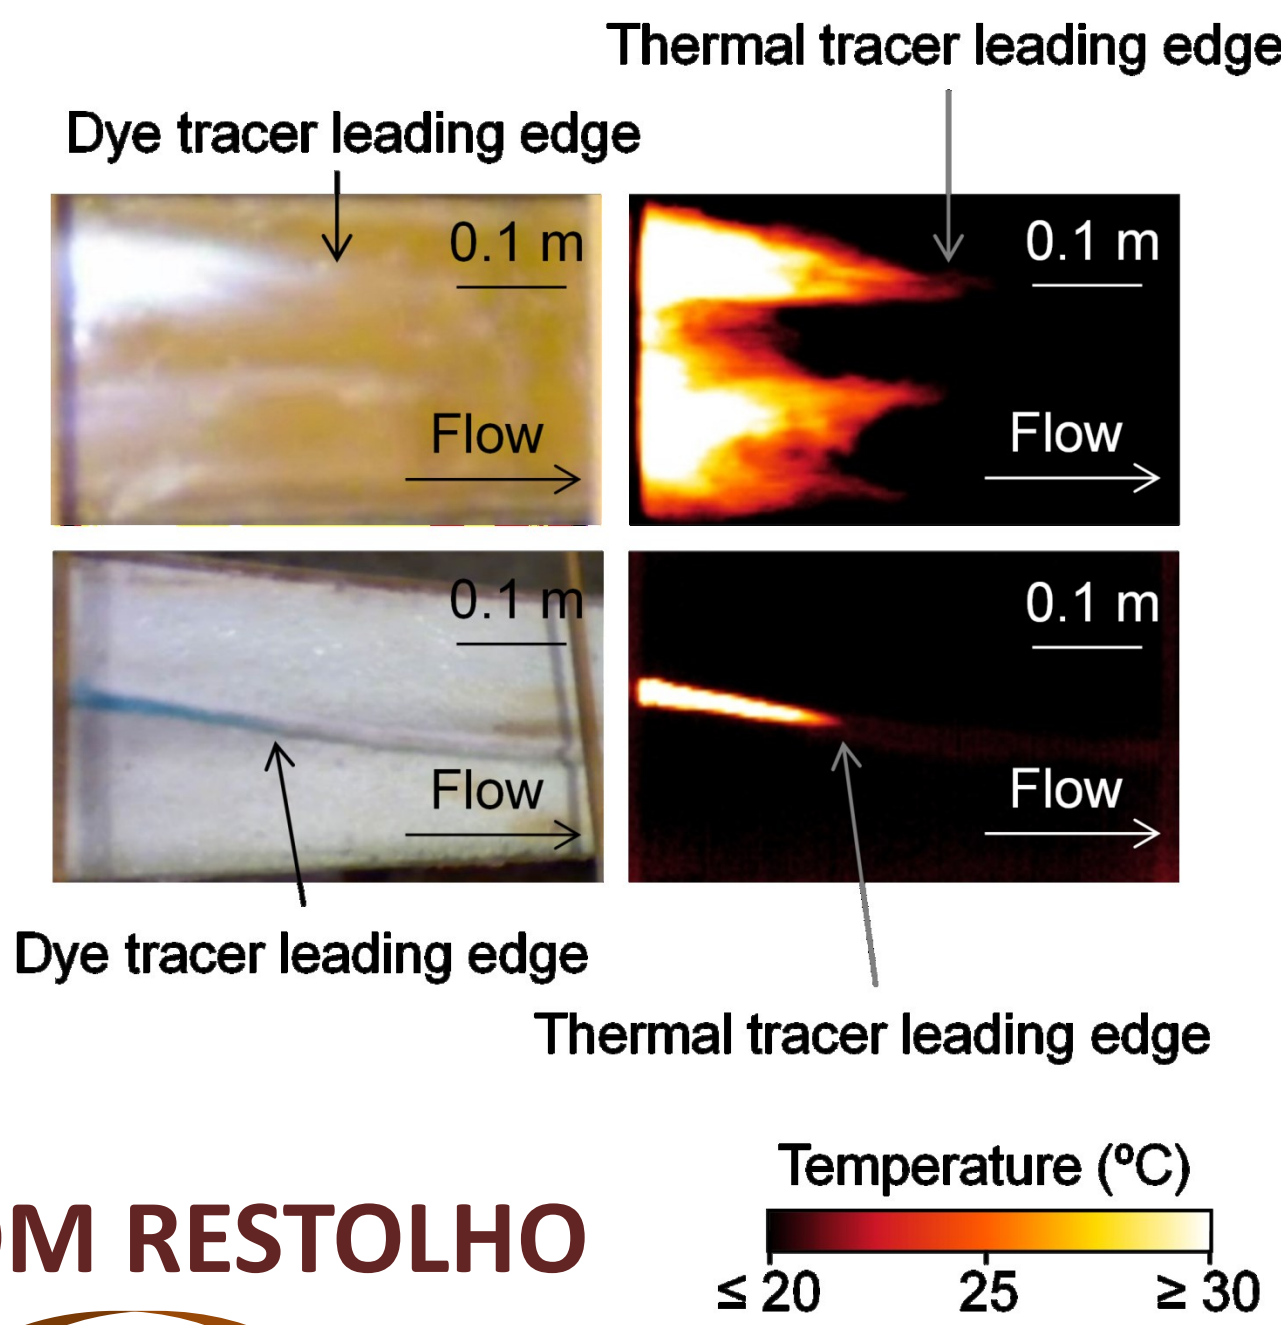 Thermal tracer leading edge
Dye tracer leading edge
0.1 m
0.1 m
Flow
Flow
0.1 m
0.1 m
Flow
Flow
Dye tracer leading edge
Thermal tracer leading edge
Temperature (ºC)
RESTOLHO
≤ 20 25 ≥ 30